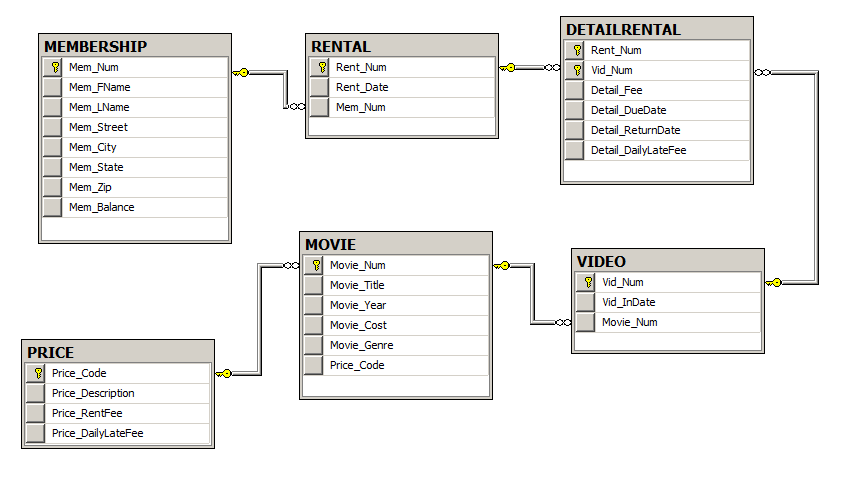 MEMBERSHIP
Mem_Num
Mem_FName
Mem_LName
Mem_Street
Mem_City
Mem_State
Mem_Zip
Mem_Balance
RENTAL
Rent_Num
Rent_Date
Mem_Num
DETAILRENTAL
Rent_Num
Vid_Num
Detail_Fee
Detail_DueDate
Detail_ReturnDate
Detail_DailyLateFee
MOVIE
Movie_Num
Movie_Title
Movie_Year
Movie_Cost
Movie_Genre
Price_Code
VIDEO
Vid_Num
Vid_InDate
Movie_Num
PRICE
Price_Code
Price_Description
Price_RentFee
Price_DailyLateFee